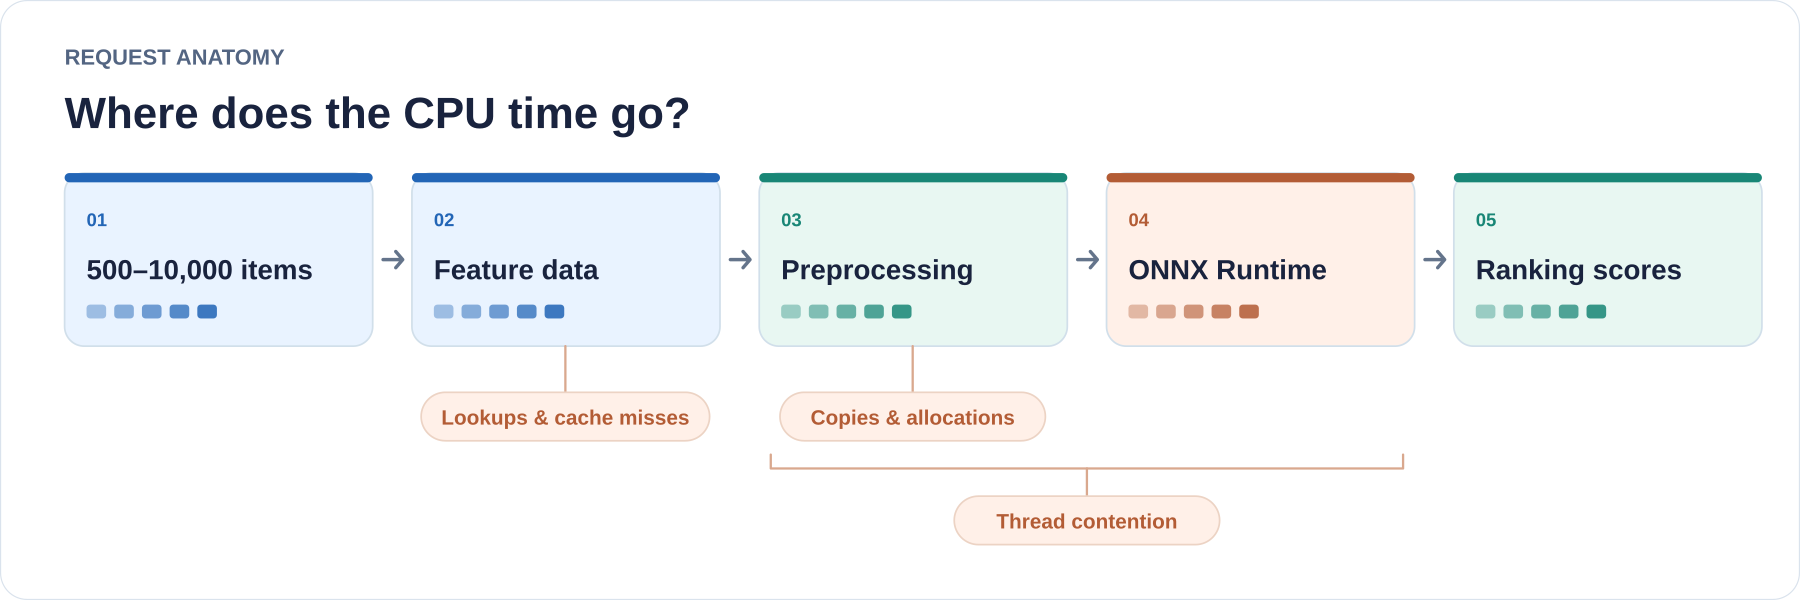 REQUEST ANATOMY
Where does the CPU time go?
01
500–10,000 items
02
Feature data
03
Preprocessing
04
ONNX Runtime
05
Ranking scores
Lookups & cache misses
Copies & allocations
Thread contention